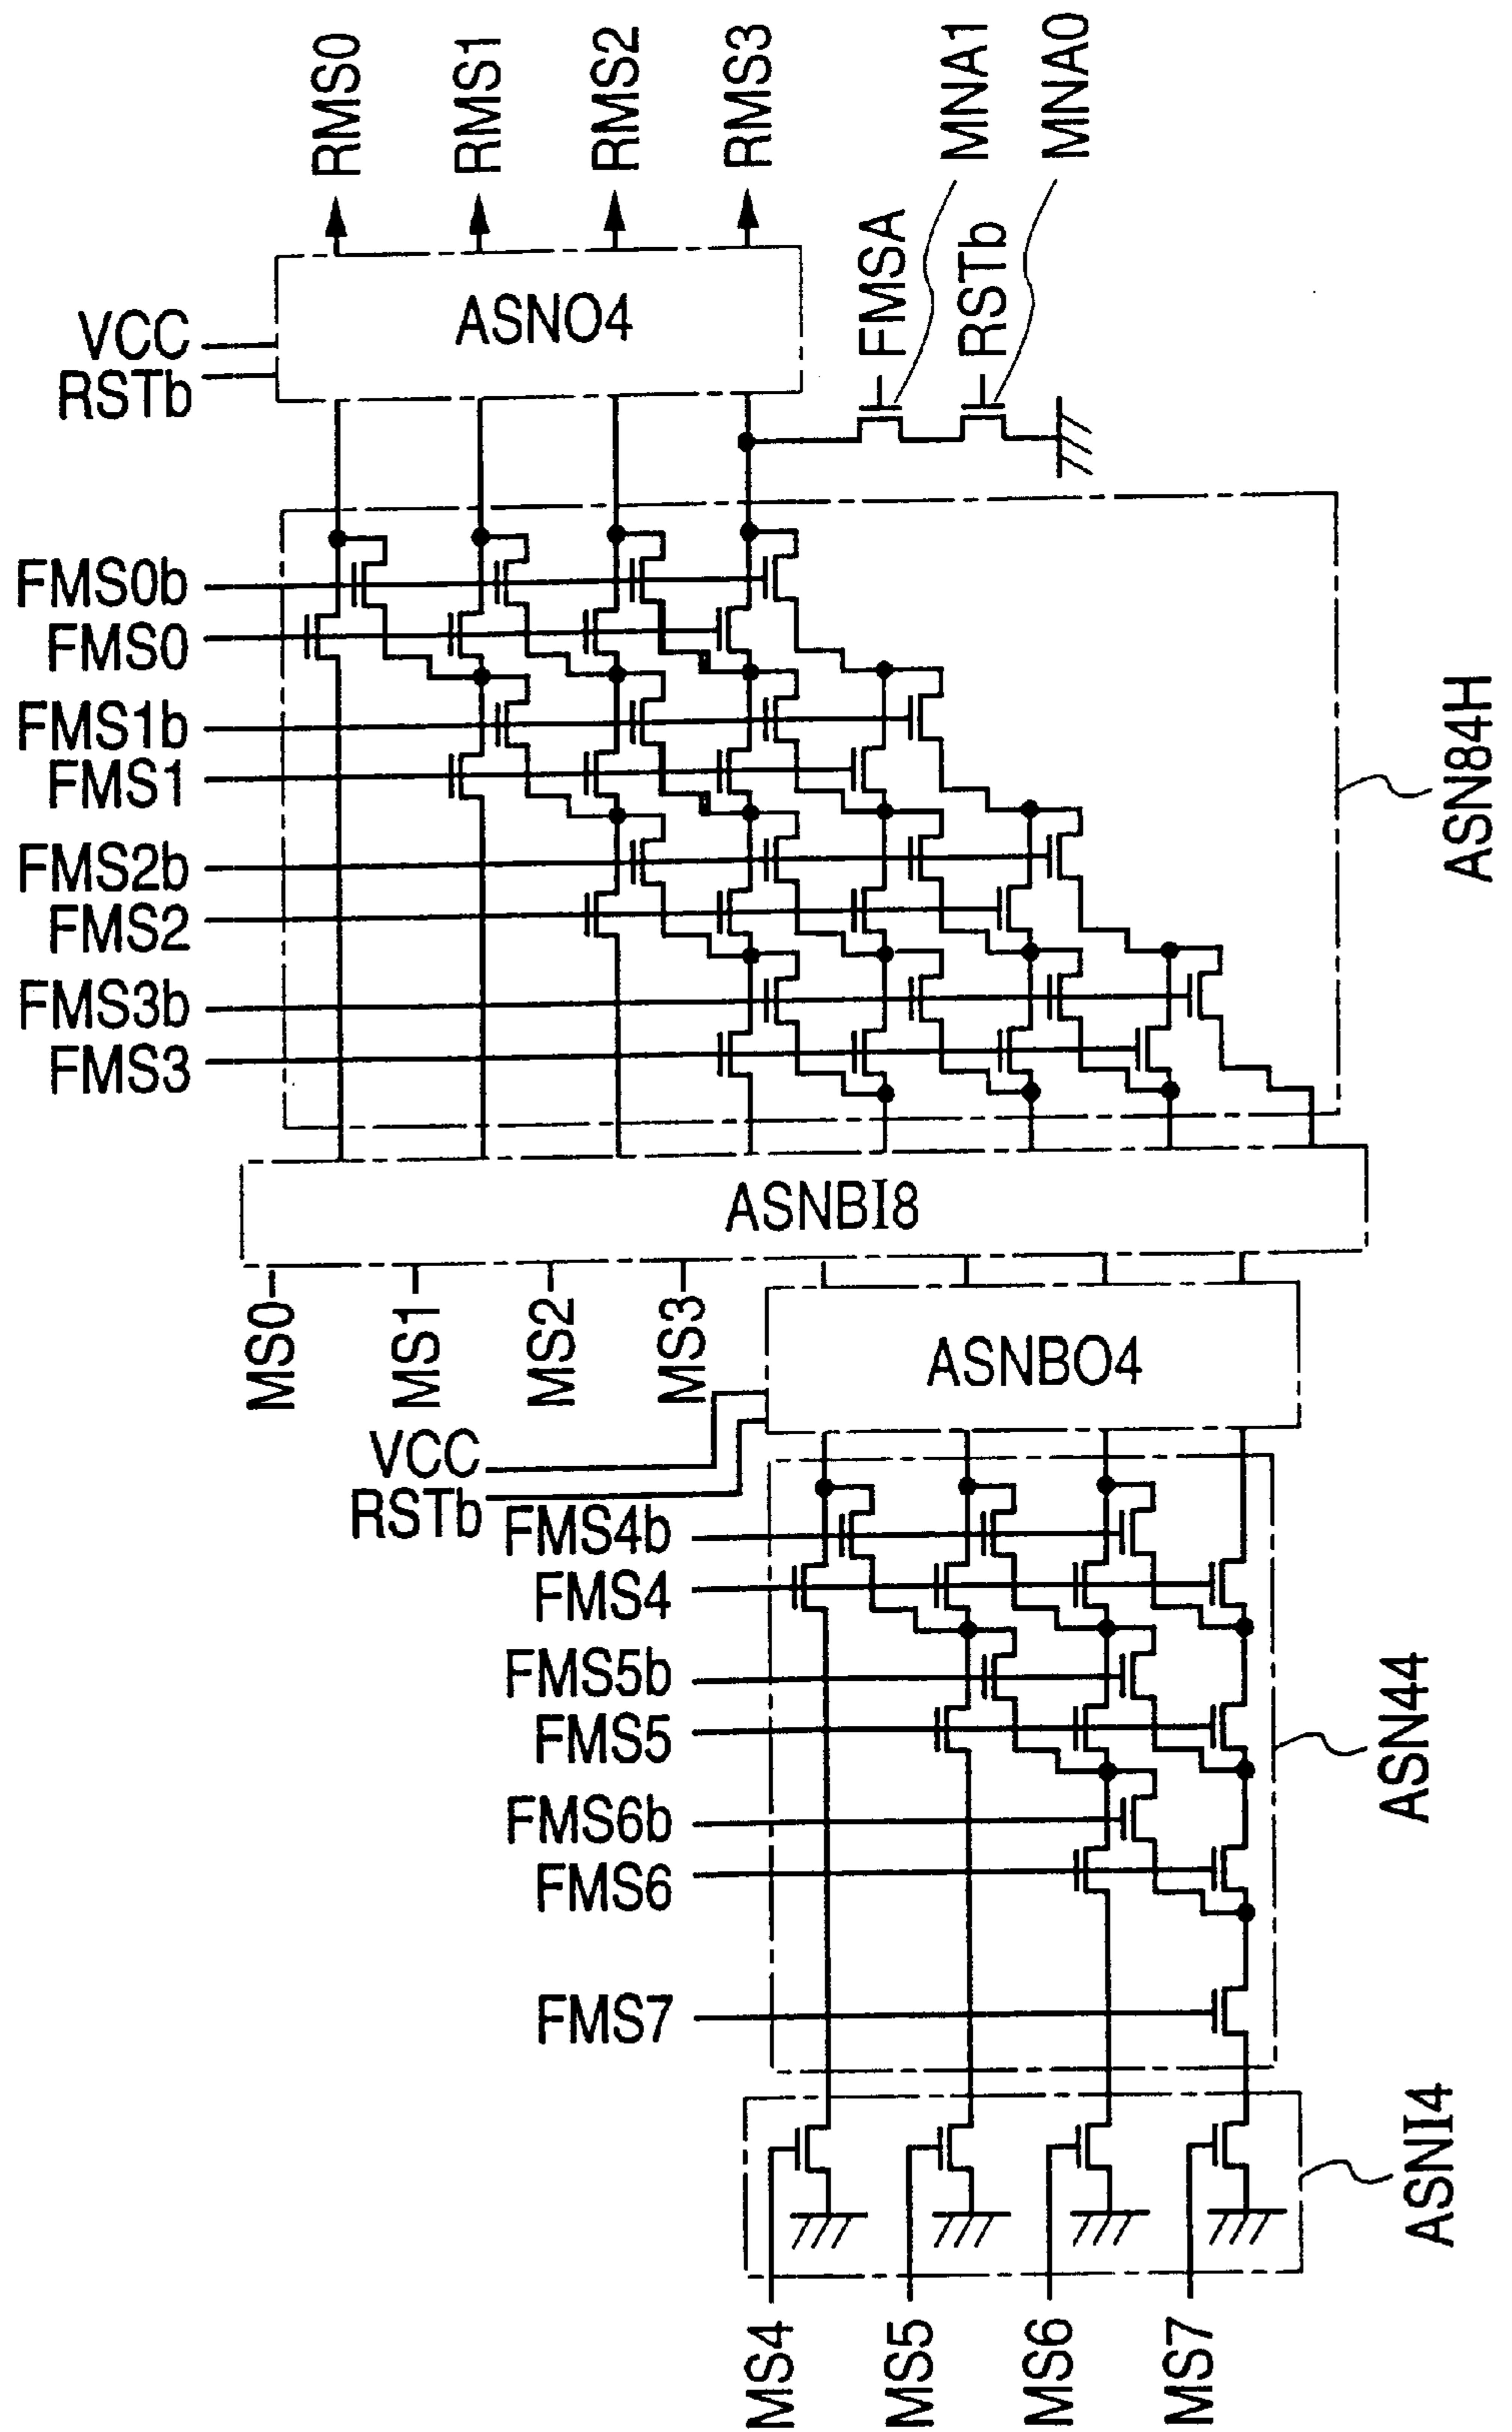 RMS0
RMS1
RMS2
RMS3
MNA1
MNA0
FMSA
RSTb
VCC
RSTb
ASNO4
FMS0b
FMS0
FMS1b
FMS1
FMS2b
FMS2
FMS3b
FMS3
ASN84H
ASNBI8
MS0
MS1
MS2
MS3
ASNBO4
VCC
RSTb
FMS4b
FMS4
FMS5b
FMS5
FMS6b
FMS6
FMS7
ASN44
ASNI4
MS4
MS5
MS6
MS7